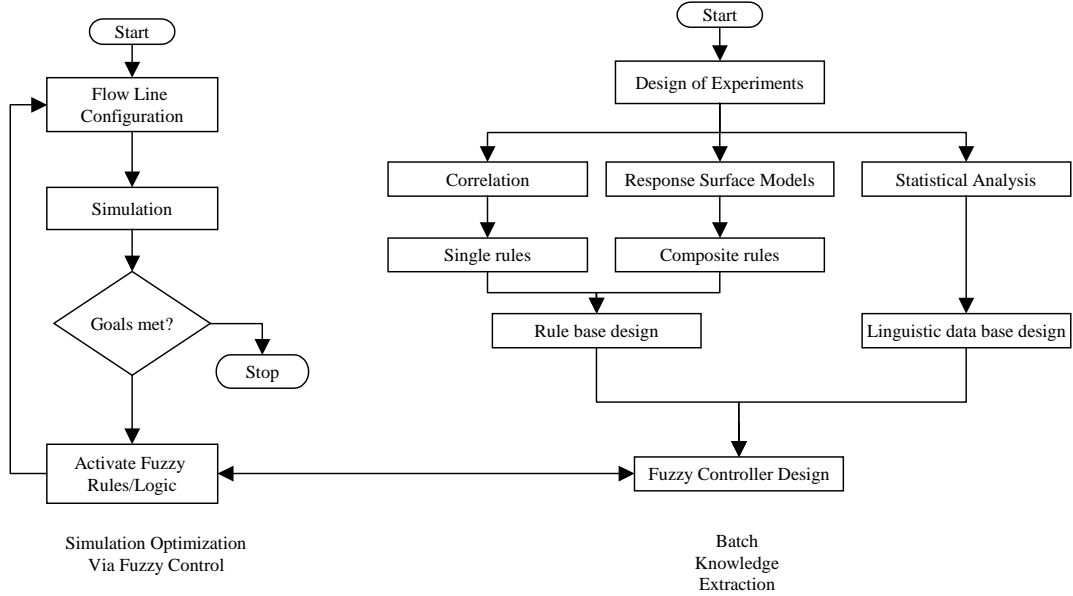 Start
Flow Line
Configuration
Simulation
Goals met?
Stop
Activate Fuzzy
Rules/Logic
Simulation Optimization
Via Fuzzy Control
Start
Design of Experiments
Correlation
Response Surface Models
Statistical Analysis
Single rules
Composite rules
Rule base design
Linguistic data base design
Fuzzy Controller Design
Batch
Knowledge
Extraction